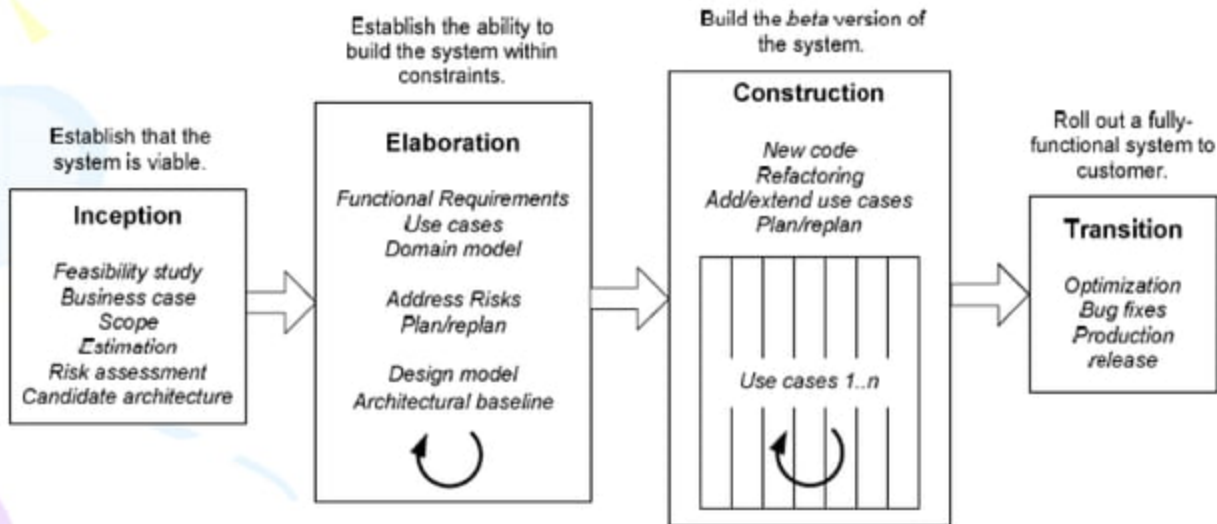 Establish that the
system is viable.
Inception
Feasibility study
Business case
Scope
Estimation
Risk assessment
Candidate architecture
Establish the ability to
build the system within
constraints.
Elaboration
Functional Requirements
Use cases
Domain model
Address Risks
Plan/replan
Design model
Architectural baseline
Build the beta version of
the system.
Construction
New code
Refactoring
Add/extend use cases
Plan/replan
Use cases 1..n
Roll out a fully-
functional system to
customer.
Transition
Optimization
Bug fixes
Production
release